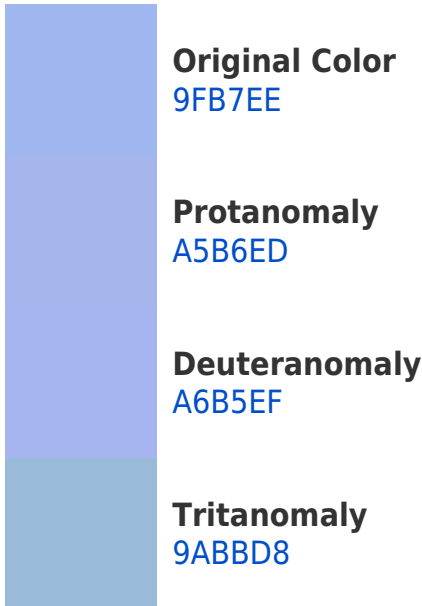 Original Color
9FB7EE
Protanomaly
A5B6ED
Deuteranomaly
A6B5EF
Tritanomaly
9ABBD8